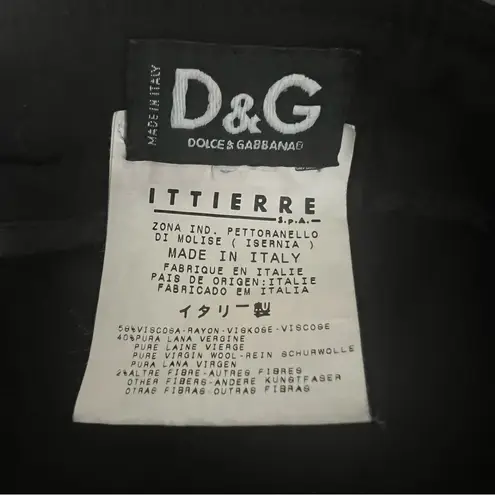 MADE IN ITALY
D&G
DOLCE & GABBANA
ITTIERRE
S.p.A.
ZONA IND. PETTORANELLO
DI MOLISE ( ISERNIA )
MADE IN ITALY
FABRIQUE EN ITALIE
PAIS DE ORIGEN:ITALIE
FABRICADO EM ITALIA
イタリー製
58%VISCOSA-RAYON-VISKOSE-VISCOSE
40%PURA LANA VERGINE
PURE LAINE VIERGE
PURE VIRGIN WOOL-REIN SCHURWOLLE
PURA LANA VIRGEN
2%ALTRE FIBRE-AUTRES FIBRES
OTHER FIBERS-ANDERE KUNSTFASER
OTRAS FIBRAS-OUTRAS FIBRAS